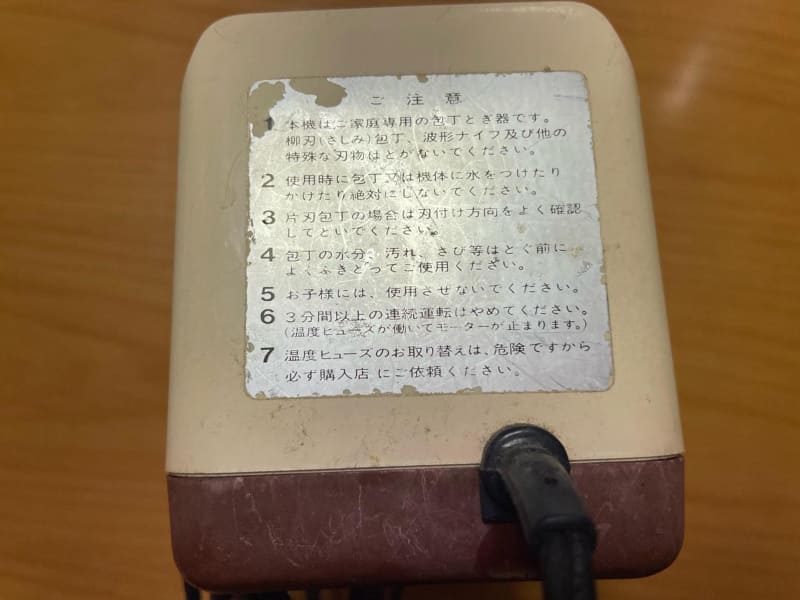 ご注意
1 本機はご家庭専用の包丁とぎ器です。
柳刃(さしみ)包丁、波形ナイフ及び他の
特殊な刃物はとがないでください。
2 使用時に包丁又は機体に水をつけたり
かけたり絶対にしないでください。
3 片刃包丁の場合は刃付け方向をよく確認
してといでください。
4 包丁の水分、汚れ、さび等はとぐ前に
よくふきとってご使用ください。
5 お子様には、使用させないでください。
6 3分間以上の連続運転はやめてください。
(温度ヒューズが働いてモーターが止まります。)
7 温度ヒューズのお取り替えは、危険ですから
必ず購入店にご依頼ください。